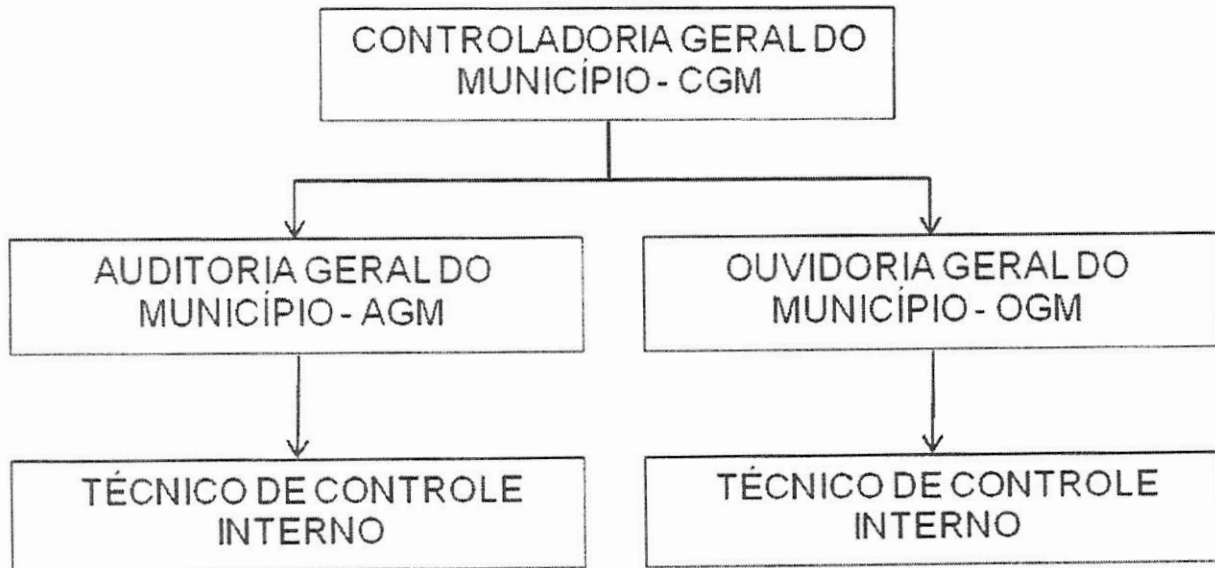 CONTROLADORIA GERAL DO
MUNICÍPIO - CGM
AUDITORIA GERAL DO
MUNICÍPIO - AGM
OUVIDORIA GERAL DO
MUNICÍPIO - OGM
TÉCNICO DE CONTROLE
INTERNO
TÉCNICO DE CONTROLE
INTERNO